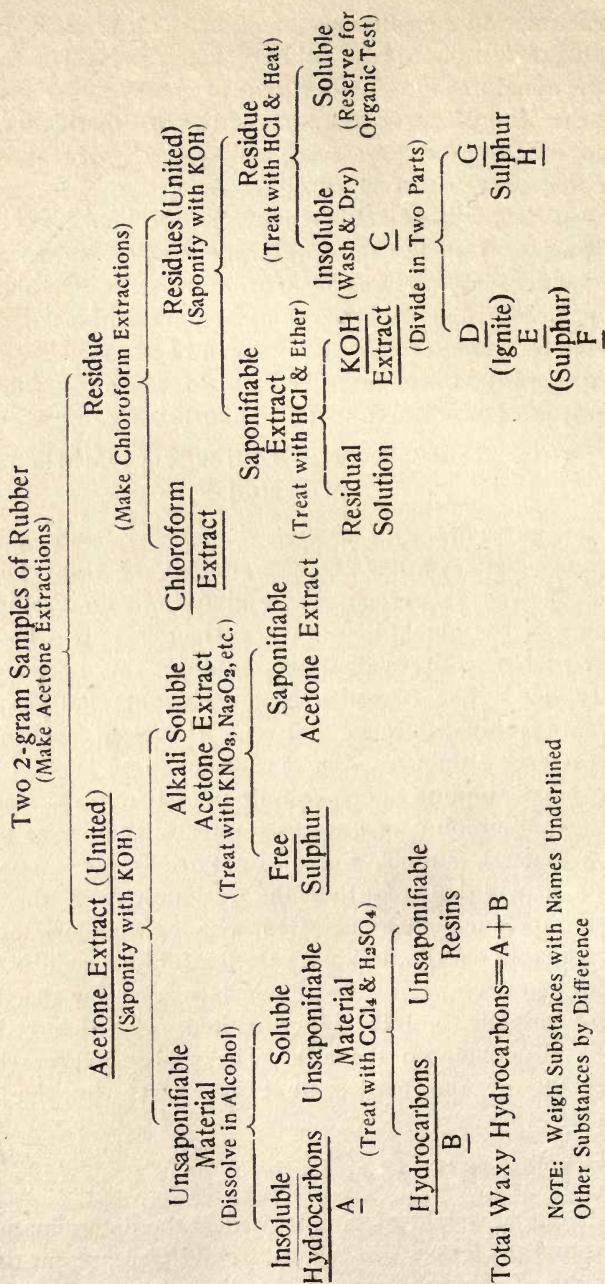 Two 2-gram Samples of Rubber
(Make Acetone Extractions)
Acetone Extract (United)
(Saponify with KOH)
Residue
(Make Chloroform Extractions)
Unsaponifiable
Material
(Dissolve in Alcohol)
Alkali Soluble
Acetone Extract
(Treat with KNO₃, Na₂O₂, etc.)
Chloroform
Extract
Residues (United)
(Saponify with KOH)
Insoluble
Hydrocarbons
A
Soluble
Unsaponifiable
Material
(Treat with CCl₄ & H₂SO₄)
Free
Sulphur
Saponifiable
Acetone Extract
Saponifiable
Extract
(Treat with HCl & Ether)
Residue
(Treat with HCl & Heat)
Hydrocarbons
B
Unsaponifiable
Resins
Residual
Solution
KOH
Extract
Insoluble
(Wash & Dry)
C
(Divide in Two Parts)
Soluble
(Reserve for
Organic Test)
D
(Ignite)
E
(Sulphur)
F
G
Sulphur
H
Total Waxy Hydrocarbons=A+B
NOTE: Weigh Substances with Names Underlined
Other Substances by Difference